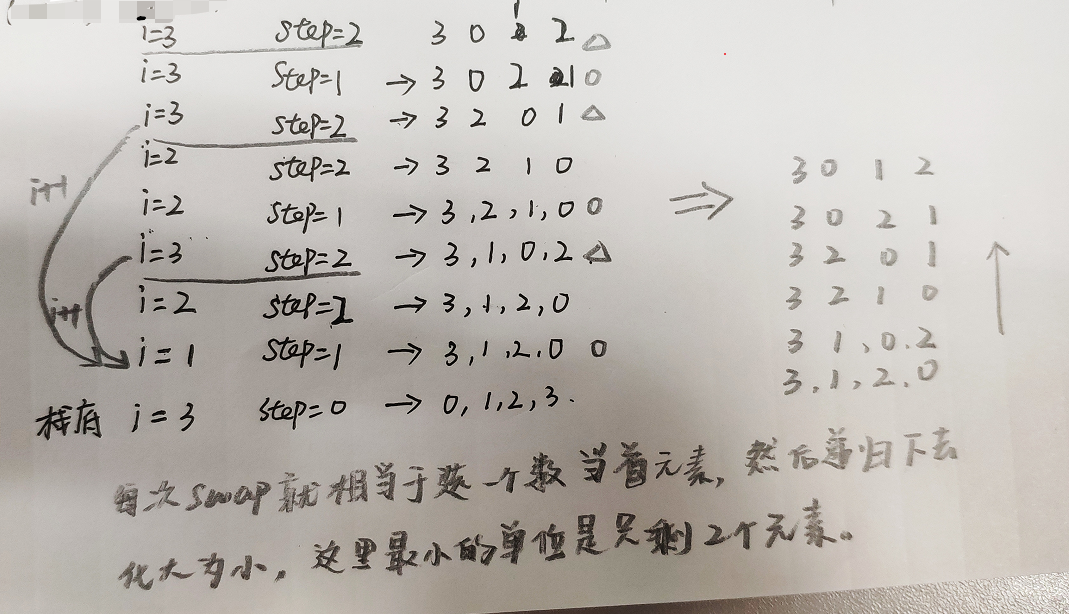 i=3 step=2 3 0 1 2 △
i=3 step=1 → 3 0 2 1 0
i=3 step=2 → 3 2 0 1 △
i=2 step=2 → 3 2 1 0
i=2 step=1 → 3,2,1,0 0
i=3 step=2 → 3,1,0,2 △
i=2 step=2 → 3,1,2,0
i=1 step=1 → 3,1,2,0 0
栈底 i=3 step=0 → 0,1,2,3.
i++
i++
⇒
3 0 1 2
3 0 2 1
3 2 0 1
3 2 1 0
3 1,0.2
3,1,2,0
每次swap就相当于换一个数当首元素,然后递归下去
化大为小,这里最小的单位是只剩2个元素。